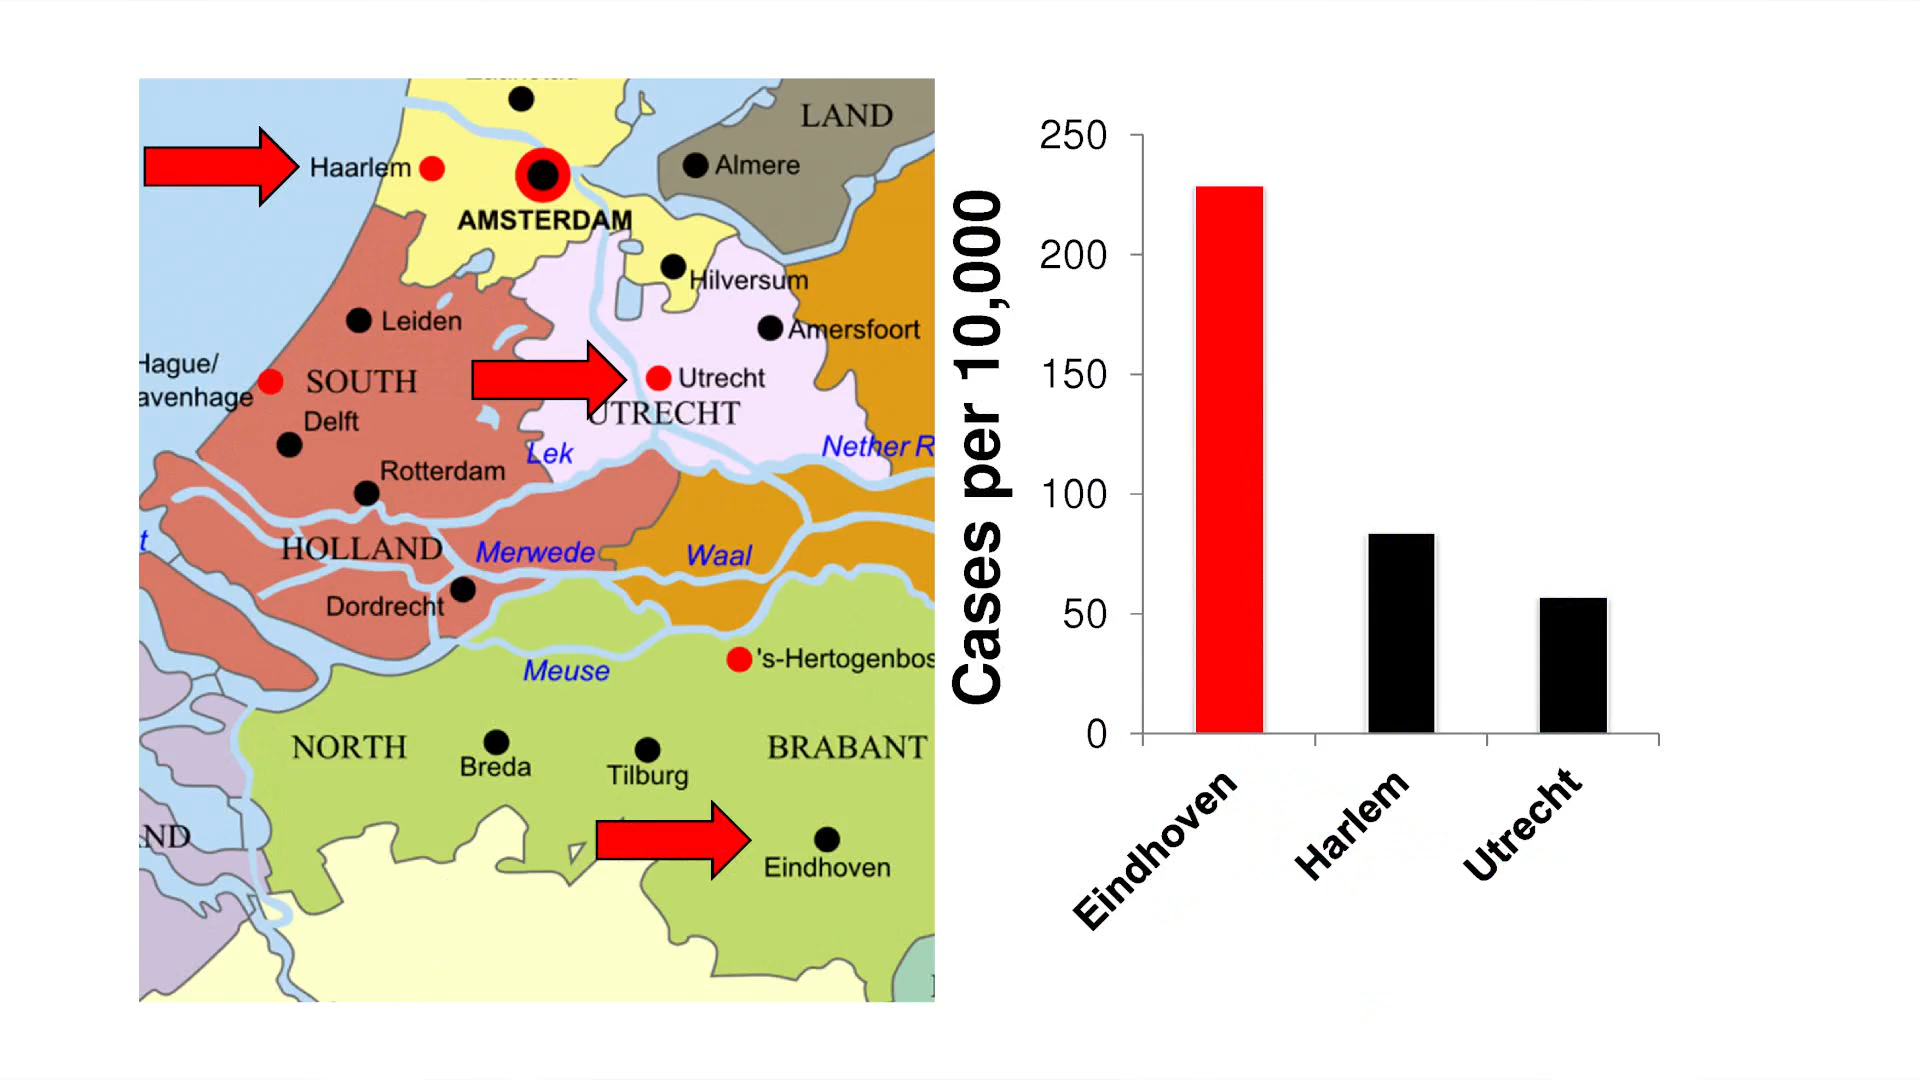 LAND
Haarlem
Almere
AMSTERDAM
Hilversum
Leiden
Amersfoort
Hague/
avenhage
SOUTH
Utrecht
Delft
UTRECHT
Lek
Nether R
Rotterdam
t
HOLLAND
Merwede
Waal
Dordrecht
's-Hertogenbos
Meuse
NORTH
BRABANT
Breda
Tilburg
ND
Eindhoven
Cases per 10,000
250
200
150
100
50
0
Eindhoven
Harlem
Utrecht